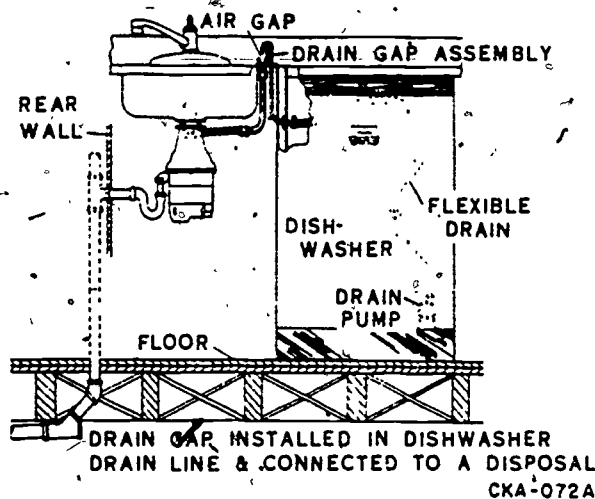 AIR GAP
DRAIN GAP ASSEMBLY
REAR
WALL
FLEXIBLE
DRAIN
DISH-
WASHER
DRAIN
PUMP
FLOOR
DRAIN GAP INSTALLED IN DISHWASHER
DRAIN LINE & CONNECTED TO A DISPOSAL
CKA-072A